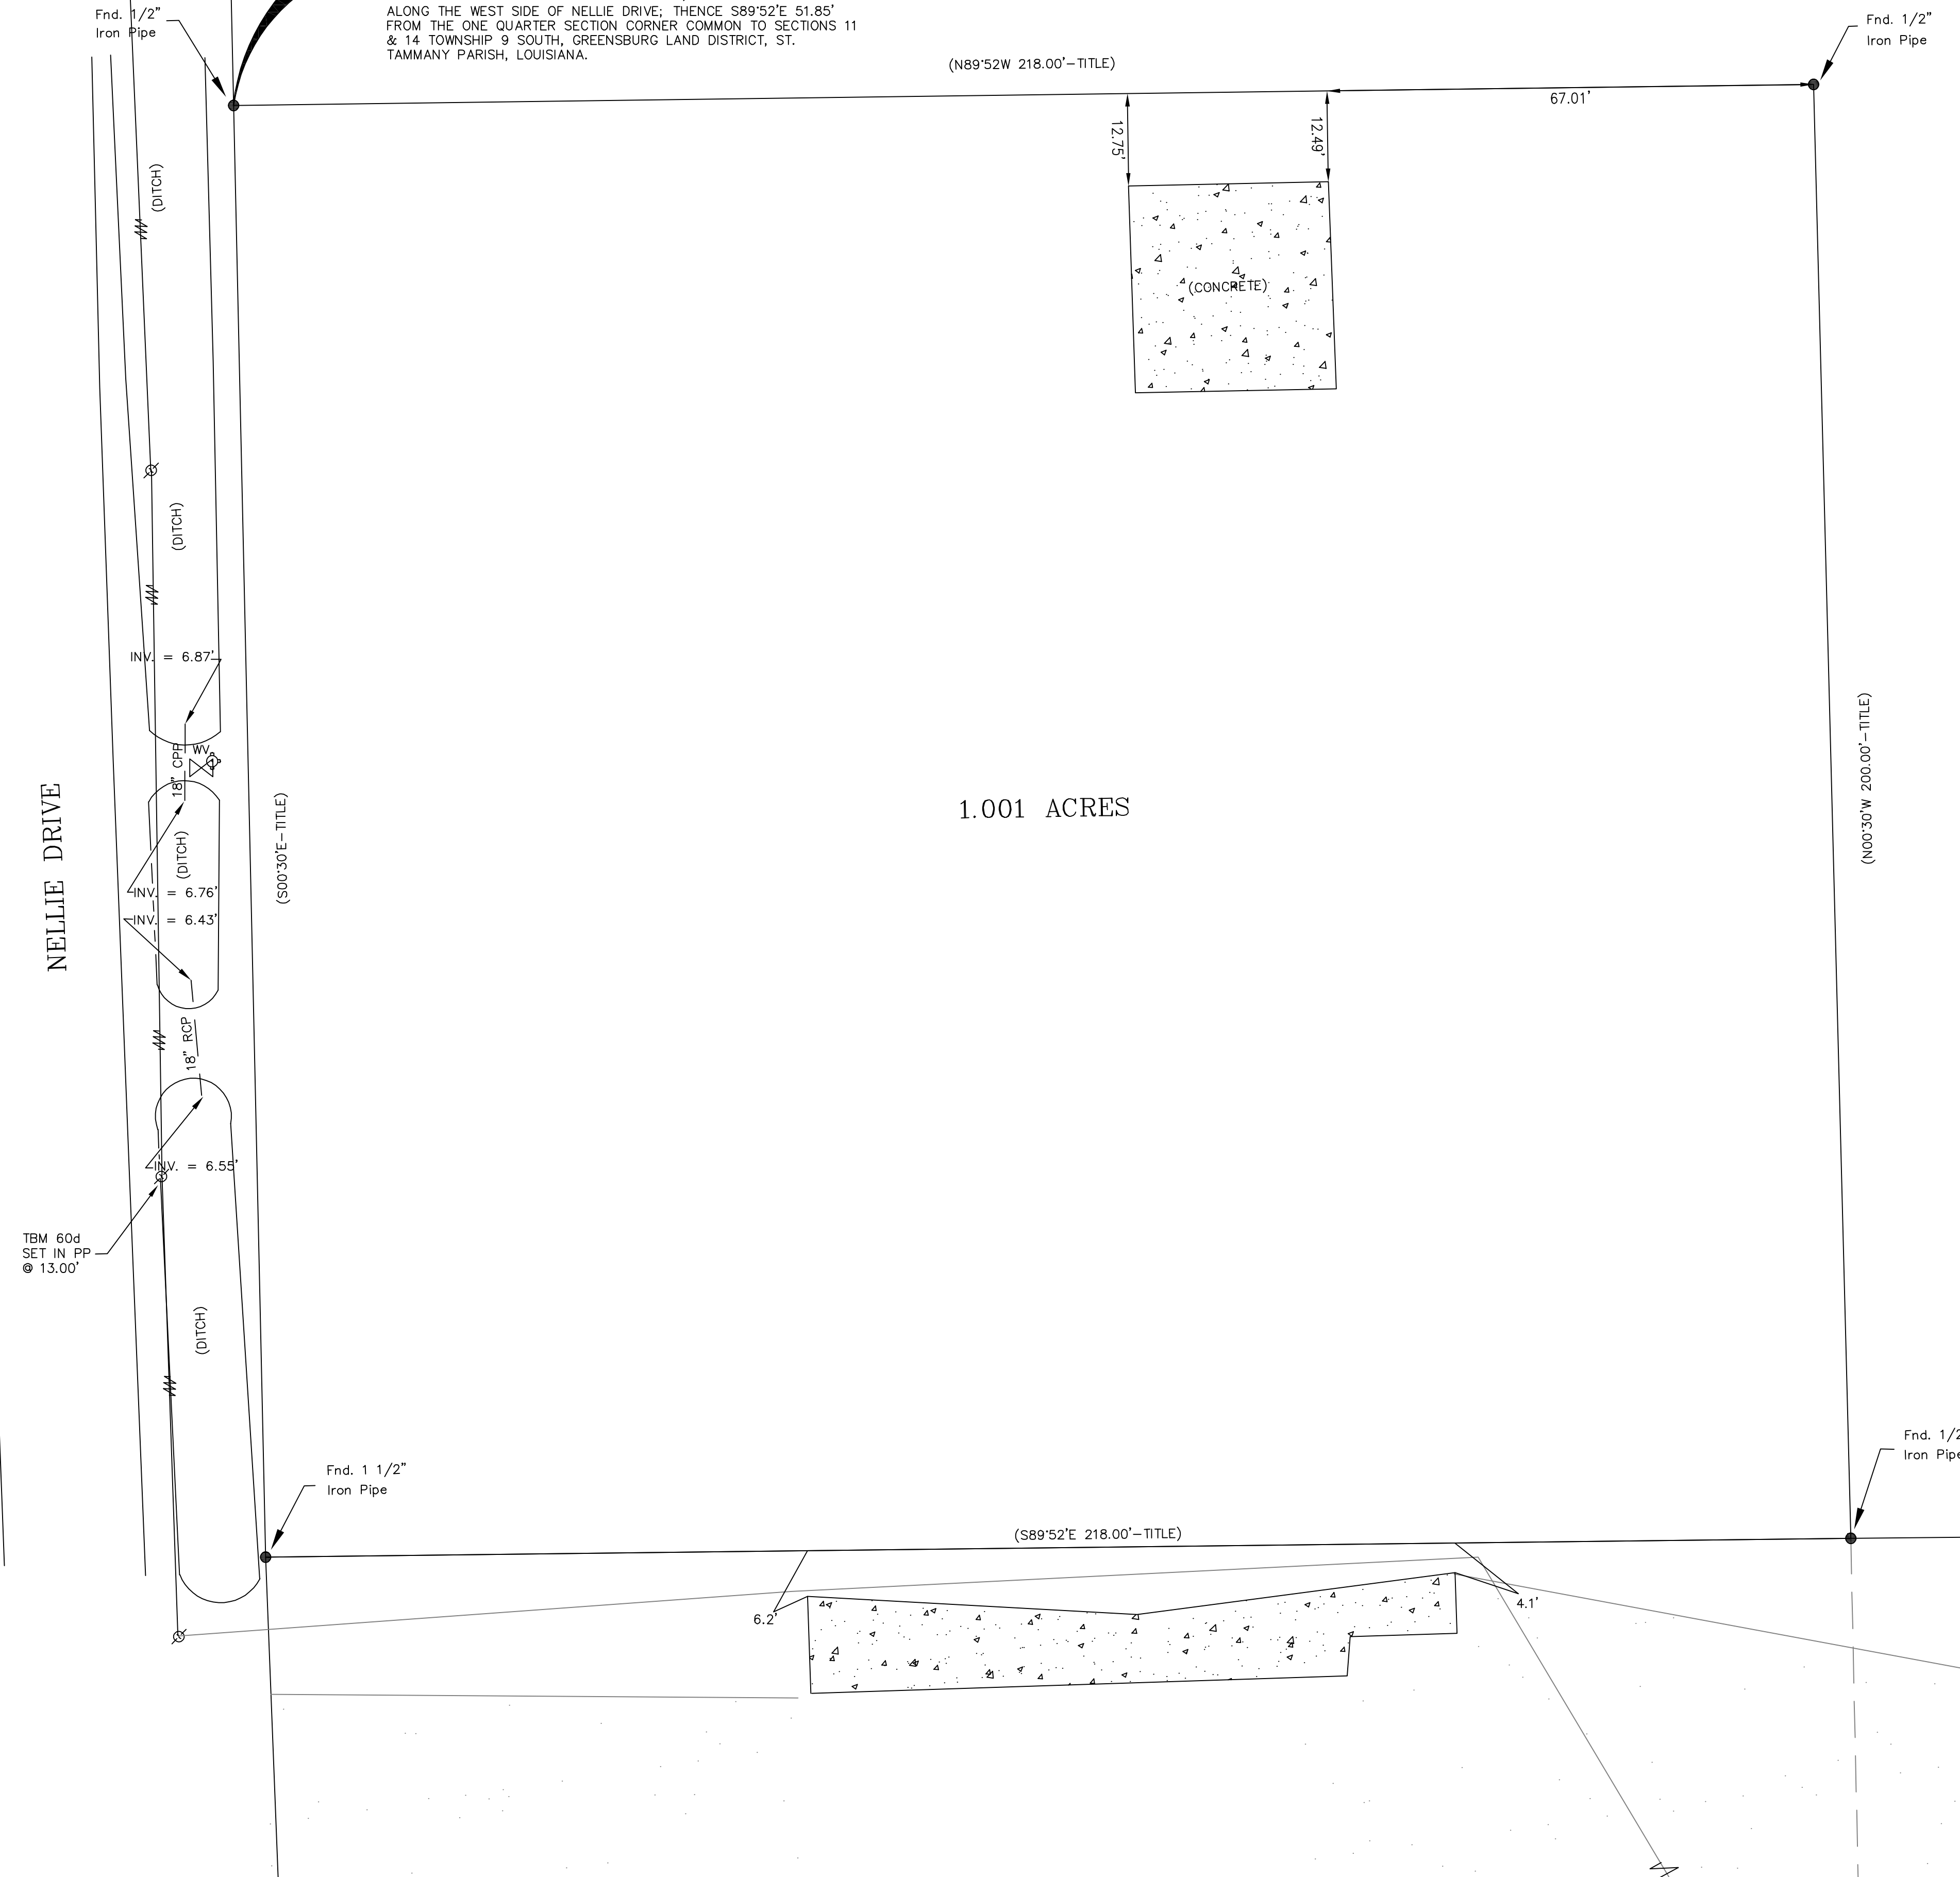 Fnd. 1/2"
Iron Pipe
ALONG THE WEST SIDE OF NELLIE DRIVE; THENCE S89°52'E 51.85'
FROM THE ONE QUARTER SECTION CORNER COMMON TO SECTIONS 11
& 14 TOWNSHIP 9 SOUTH, GREENSBURG LAND DISTRICT, ST.
TAMMANY PARISH, LOUISIANA.
Fnd. 1/2"
Iron Pipe
(N89°52W 218.00'-TITLE)
67.01'
12.75'
12.49'
(DITCH)
(CONCRETE)
(DITCH)
INV. = 6.87'
18" CPP
WV
NELLIE DRIVE
(S00°30'E-TITLE)
1.001 ACRES
(N00°30'W 200.00'-TITLE)
(DITCH)
INV. = 6.76'
INV. = 6.43'
18" RCP
INV. = 6.55'
TBM 60d
SET IN PP
@ 13.00'
(DITCH)
Fnd. 1 1/2"
Iron Pipe
Fnd. 1/2
Iron Pipe
(S89°52'E 218.00'-TITLE)
6.2'
4.1'